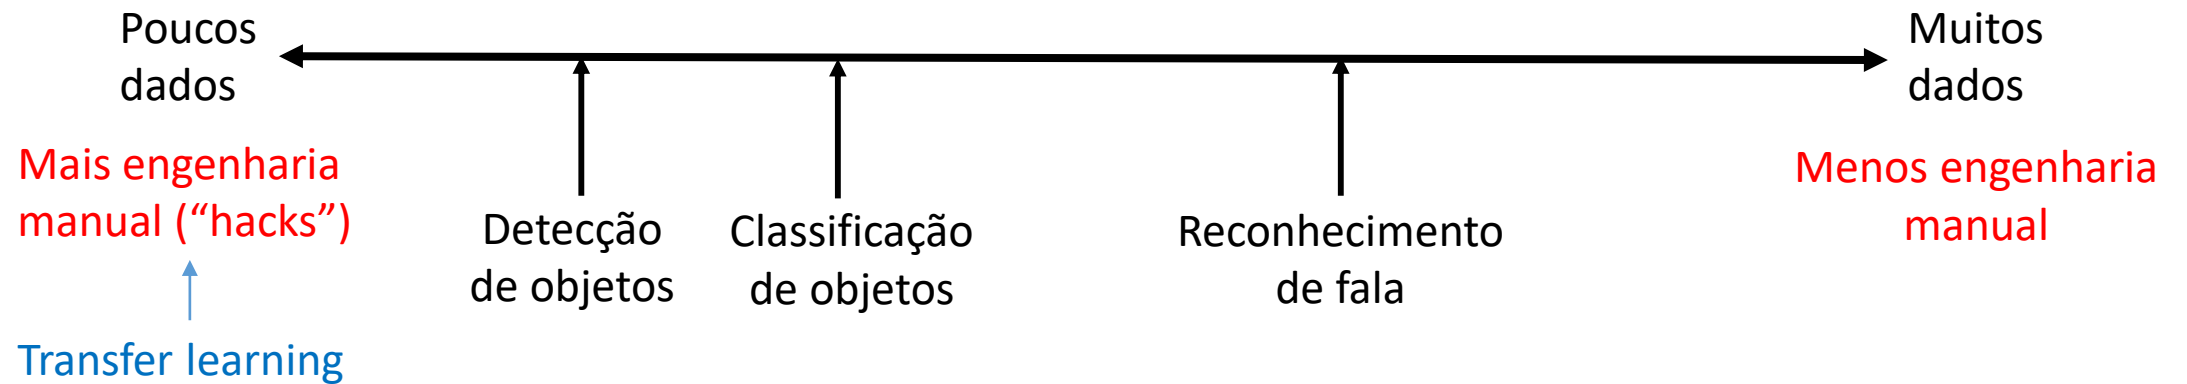 Poucos
dados
Muitos
dados
Mais engenharia
manual (“hacks”)
Menos engenharia
manual
Detecção
de objetos
Classificação
de objetos
Reconhecimento
de fala
Transfer learning